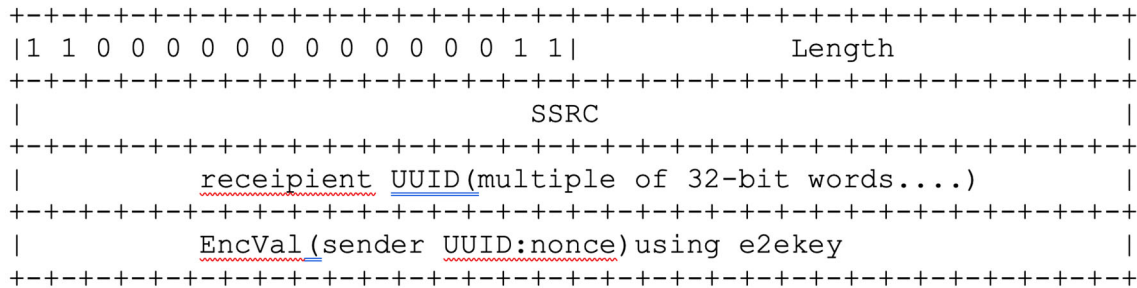 +-+-+-+-+-+-+-+-+-+-+-+-+-+-+-+-+-+-+-+-+-+-+-+-+-+-+-+-+-+-+-+-+
|1 1 0 0 0 0 0 0 0 0 0 0 0 0 1 1| Length |
+-+-+-+-+-+-+-+-+-+-+-+-+-+-+-+-+-+-+-+-+-+-+-+-+-+-+-+-+-+-+-+-+
| SSRC |
+-+-+-+-+-+-+-+-+-+-+-+-+-+-+-+-+-+-+-+-+-+-+-+-+-+-+-+-+-+-+-+-+
| receipient UUID(multiple of 32-bit words....) |
+-+-+-+-+-+-+-+-+-+-+-+-+-+-+-+-+-+-+-+-+-+-+-+-+-+-+-+-+-+-+-+-+
| EncVal(sender UUID:nonce)using e2ekey |
+-+-+-+-+-+-+-+-+-+-+-+-+-+-+-+-+-+-+-+-+-+-+-+-+-+-+-+-+-+-+-+-+